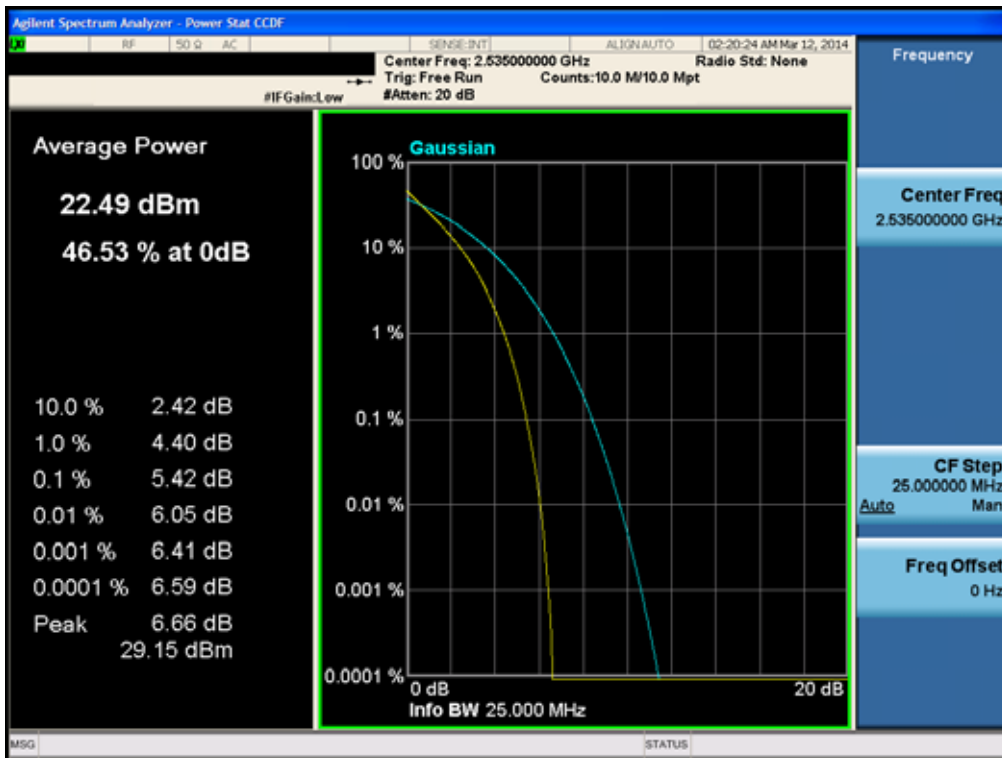 Agilent Spectrum Analyzer - Power Stat CCDF
LXI RF 50 Ω AC SENSE:INT ALIGNAUTO 02:20:24 AM Mar 12, 2014
Center Freq: 2.535000000 GHz Radio Std: None
Trig: Free Run Counts:10.0 M/10.0 Mpt
#IFGain:Low #Atten: 20 dB
Average Power
22.49 dBm
46.53 % at 0dB
10.0 % 2.42 dB
1.0 % 4.40 dB
0.1 % 5.42 dB
0.01 % 6.05 dB
0.001 % 6.41 dB
0.0001 % 6.59 dB
Peak 6.66 dB
29.15 dBm
Gaussian
100 %
10 %
1 %
0.1 %
0.01 %
0.001 %
0.0001 %
0 dB 20 dB
Info BW 25.000 MHz
Frequency
Center Freq
2.535000000 GHz
CF Step
25.000000 MHz
Auto Man
Freq Offset
0 Hz
MSG STATUS